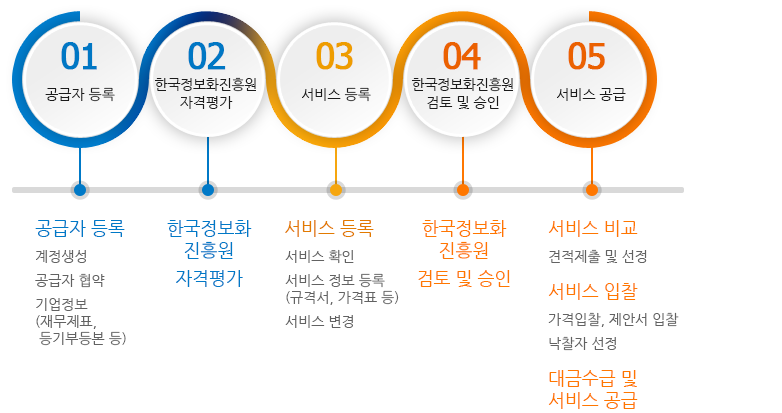 01
공급자 등록
02
한국정보화진흥원
자격평가
03
서비스 등록
04
한국정보화진흥원
검토 및 승인
05
서비스 공급
공급자 등록
계정생성
공급자 협약
기업정보
(재무제표,
등기부등본 등)
한국정보화
진흥원
자격평가
서비스 등록
서비스 확인
서비스 정보 등록
(규격서, 가격표 등)
서비스 변경
한국정보화
진흥원
검토 및 승인
서비스 비교
견적제출 및 선정
서비스 입찰
가격입찰, 제안서 입찰
낙찰자 선정
대금수급 및
서비스 공급